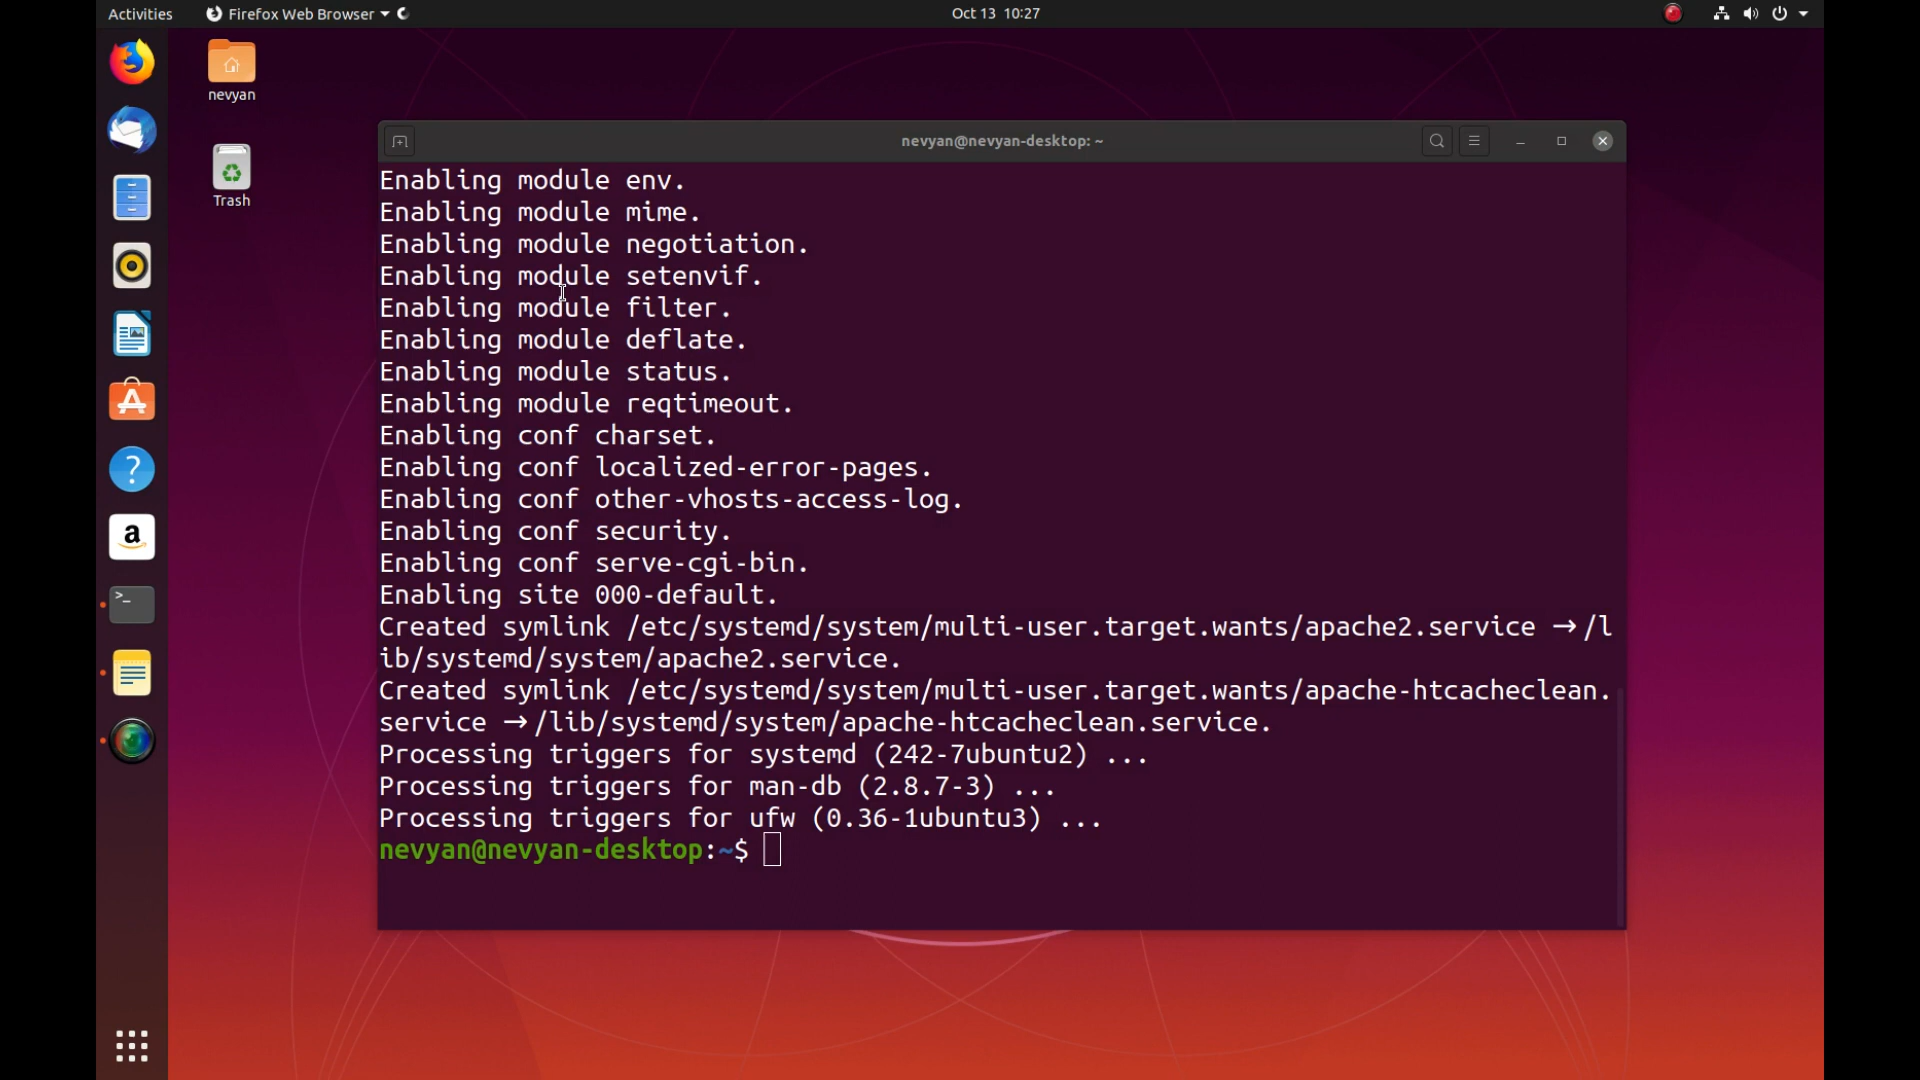 Activities Firefox Web Browser Oct 13 10:27
nevyan
Trash
nevyan@nevyan-desktop: ~
Enabling module env.
Enabling module mime.
Enabling module negotiation.
Enabling module setenvif.
Enabling module filter.
Enabling module deflate.
Enabling module status.
Enabling module reqtimeout.
Enabling conf charset.
Enabling conf localized-error-pages.
Enabling conf other-vhosts-access-log.
Enabling conf security.
Enabling conf serve-cgi-bin.
Enabling site 000-default.
Created symlink /etc/systemd/system/multi-user.target.wants/apache2.service → /l
ib/systemd/system/apache2.service.
Created symlink /etc/systemd/system/multi-user.target.wants/apache-htcacheclean.
service → /lib/systemd/system/apache-htcacheclean.service.
Processing triggers for systemd (242-7ubuntu2) ...
Processing triggers for man-db (2.8.7-3) ...
Processing triggers for ufw (0.36-1ubuntu3) ...
nevyan@nevyan-desktop:~$